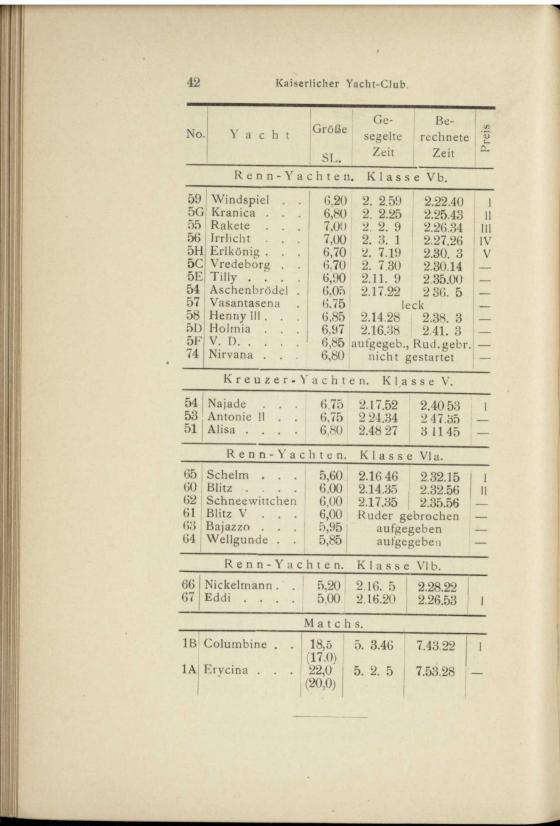 42 Kaiserlicher Yacht-Club.
No. Yacht Größe SL. Ge-segelte Zeit Be-rechnete Zeit Preis
Renn-Yachten. Klasse Vb.
59 Windspiel . . 6,20 2. 2.59 2.22.40 I
5G Kranica . . . 6,80 2. 2.25 2.25.43 II
55 Rakete . . . 7,00 2. 2. 9 2.26.34 III
56 Irrlicht . . . 7,00 2. 3. 1 2.27.26 IV
5H Erlkönig . . . 6,70 2. 7.19 2.30. 3 V
5C Vredeborg . . 6,70 2. 7.30 2.30.14 —
5E Tilly . . . . 6,90 2.11. 9 2.35.00 —
54 Aschenbrödel . 6,05 2.17.22 2 36. 5 —
57 Vasantasena . 6.75 leck —
58 Henny III . . . 6,85 2.14.28 2.38. 3 —
5D Holmia . . . 6,97 2.16.38 2.41. 3 —
5F V. D. . . . . 6,85 aufgegeb., Rud. gebr. —
74 Nirvana . . . 6,80 nicht gestartet —
Kreuzer-Yachten. Klasse V.
54 Najade . . . 6,75 2.17.52 2,40 53 I
53 Antonie II . . 6,75 2 24,34 2 47.35 —
51 Alisa . . . . 6,80 2.48 27 3 11 45 —
Renn-Yachten. Klasse VIa.
65 Schelm . . . 5,60 2.16 46 2.32.15 I
60 Blitz . . . . 6.00 2.14.35 2.32.56 II
62 Schneewittchen 6,00 2.17.35 2.35.56 —
61 Blitz V . . . 6,00 Ruder gebrochen —
63 Bajazzo . . . 5,95 aufgegeben —
64 Wellgunde . . 5,85 aufgegeben —
Renn-Yachten. Klasse VIb.
66 Nickelmann . . 5,20 2.16. 5 2.28.22
67 Eddi . . . . 5,00 2.16.20 2.26,53 I
Matchs.
1B Columbine . . 18,5 5. 3.46 7.43.22 I
(17.0)
1A Erycina . . . 22,0 5. 2. 5 7.53.28 —
(20,0)